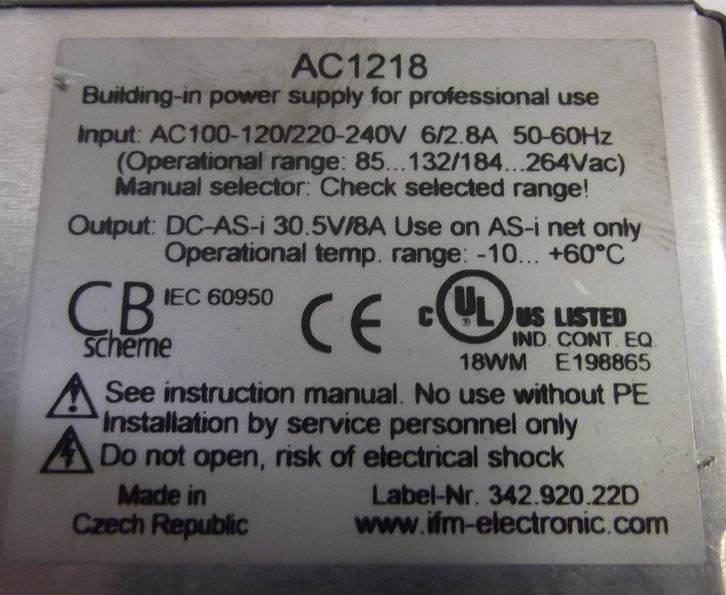 AC1218
Building-in power supply for professional use
Input: AC100-120/220-240V 6/2.8A 50-60Hz
(Operational range: 85...132/184...264Vac)
Manual selector: Check selected range!
Output: DC-AS-i 30.5V/8A Use on AS-i net only
Operational temp. range: -10... +60°C
CB scheme IEC 60950 CE C UL US LISTED
IND. CONT. EQ.
18WM E198865
See instruction manual. No use without PE
Installation by service personnel only
Do not open, risk of electrical shock
Made in Label-Nr. 342.920.22D
Czech Republic www.ifm-electronic.com